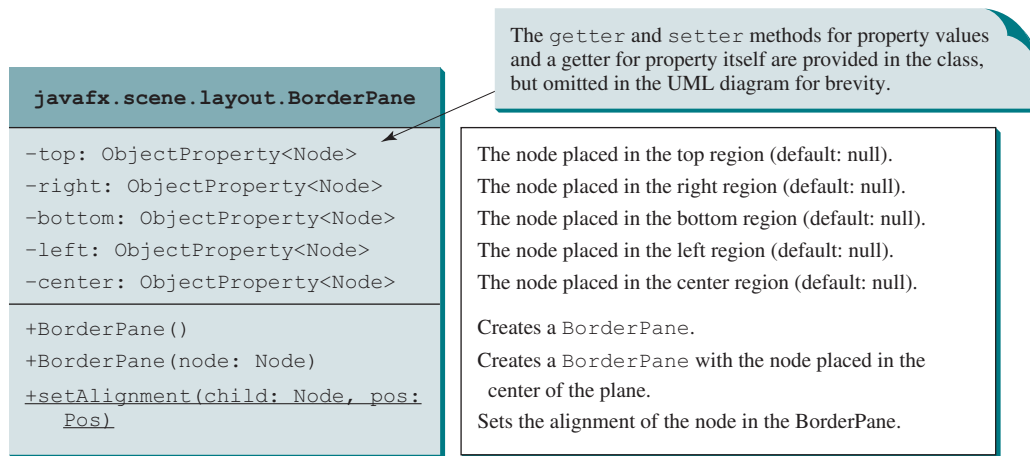 The getter and setter methods for property values
and a getter for property itself are provided in the class,
but omitted in the UML diagram for brevity.
javafx.scene.layout.BorderPane
-top: ObjectProperty<Node>
The node placed in the top region (default: null).
-right: ObjectProperty<Node>
The node placed in the right region (default: null).
-bottom: ObjectProperty<Node>
The node placed in the bottom region (default: null).
-left: ObjectProperty<Node>
The node placed in the left region (default: null).
-center: ObjectProperty<Node>
The node placed in the center region (default: null).
+BorderPane()
Creates a BorderPane.
+BorderPane(node: Node)
Creates a BorderPane with the node placed in the
center of the plane.
+setAlignment(child: Node, pos:
Pos)
Sets the alignment of the node in the BorderPane.